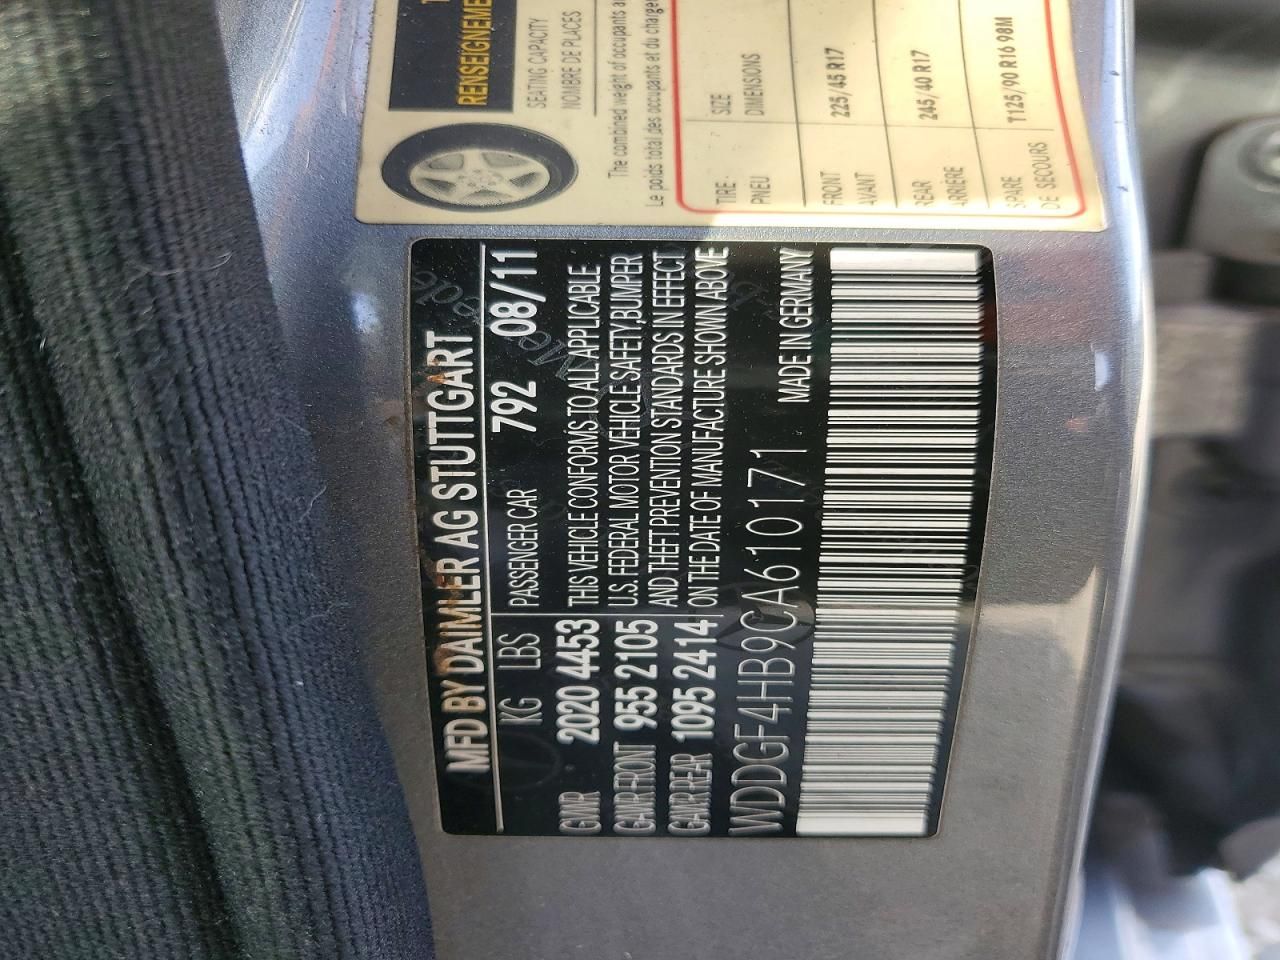 RENSEIGNEME
SEATING CAPACITY
NOMBRE DE PLACES
The combined weight of occupants
Le poids total des occupants et du
TIRE SIZE
PNEU DIMENSIONS
FRONT 225/45 R17
AVANT
REAR 245/40 R17
ARRIÈRE
SPARE T125/90 R16 98M
DE SECOURS
MFD BY DAIMLER AG STUTTGART
KG LBS PASSENGER CAR 792 08/11
GVWR 2020 4453 THIS VEHICLE CONFORMS TO ALL APPLICABLE
GAWR FRONT 955 2105 U.S. FEDERAL MOTOR VEHICLE SAFETY, BUMPER
GAWR REAR 1095 2414 AND THEFT PREVENTION STANDARDS IN EFFECT
ON THE DATE OF MANUFACTURE SHOWN ABOVE
WDDGF4HB9CA610171 MADE IN GERMANY